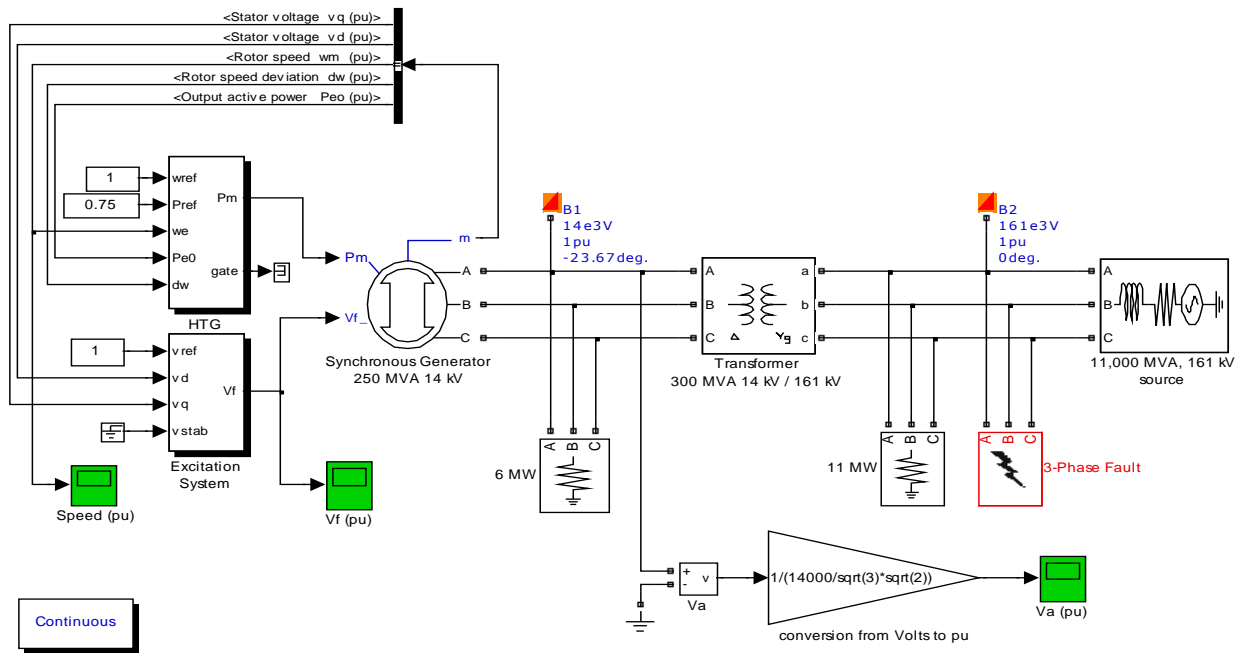 <Stator voltage vq (pu)>
<Stator voltage vd (pu)>
<Rotor speed wm (pu)>
<Rotor speed deviation dw (pu)>
<Output active power Peo (pu)>
1
0.75
wref
Pref
we
Pe0
dw
Pm
gate
HTG
1
vref
vd
vq
vstab
Vf
Excitation
System
Speed (pu)
Vf (pu)
Continuous
Pm
Vf_
m
A
B
C
Synchronous Generator
250 MVA 14 kV
B1
14e3V
1pu
-23.67deg.
A
B
C
6 MW
A
B
C
a
b
c
Δ
Yg
Transformer
300 MVA 14 kV / 161 kV
B2
161e3V
1pu
0deg.
A
B
C
11,000 MVA, 161 kV
source
A
B
C
11 MW
A
B
C
3-Phase Fault
+
-
v
Va
1/(14000/sqrt(3)*sqrt(2))
conversion from Volts to pu
Va (pu)